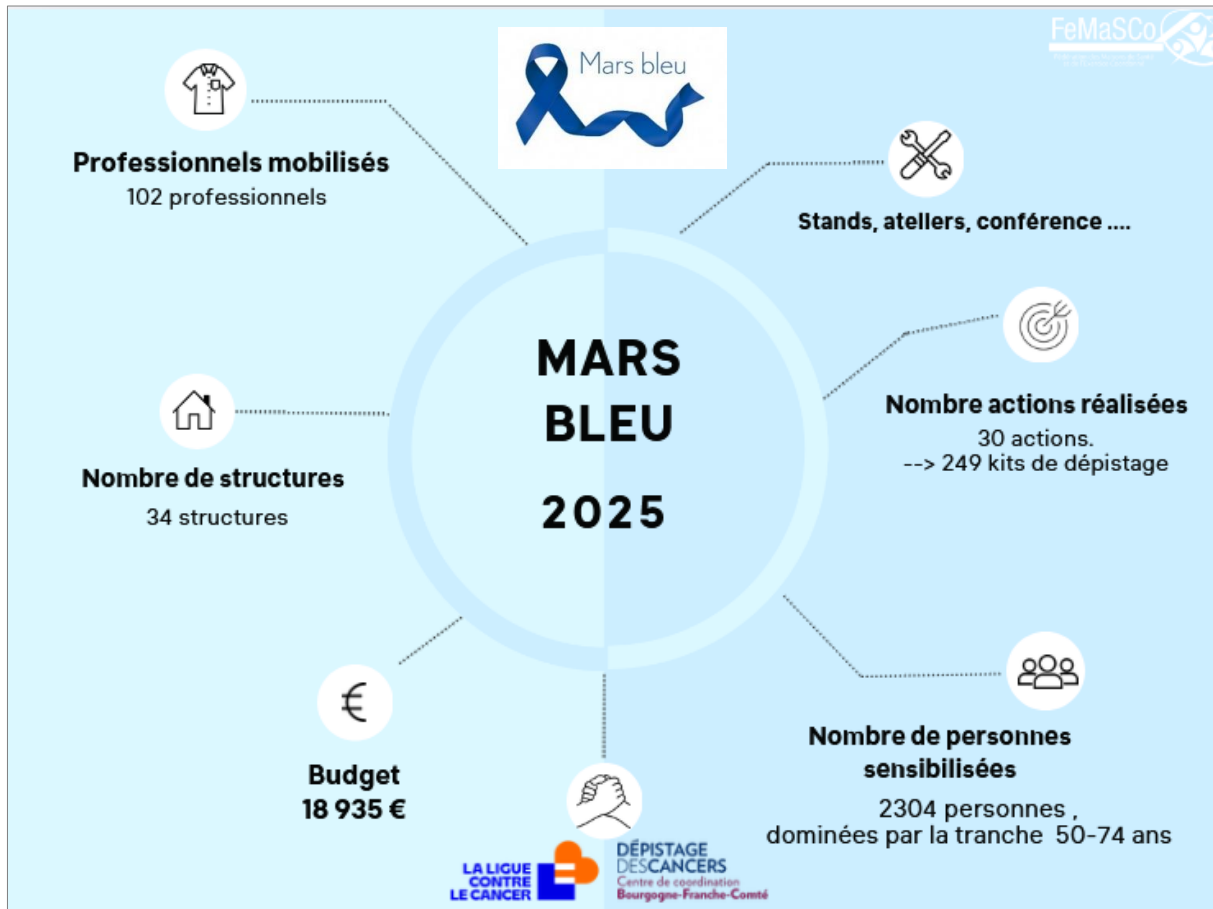 FeMaSCo
Mars bleu
Professionnels mobilisés
102 professionnels
Stands, ateliers, conférence ....
Nombre actions réalisées
30 actions.
--> 249 kits de dépistage
MARS
BLEU
2025
Nombre de structures
34 structures
€
Budget
18 935 €
Nombre de personnes
sensibilisées
2304 personnes ,
dominées par la tranche 50-74 ans
LA LIGUE
CONTRE
LE CANCER
DÉPISTAGE
DESCANCERS
Centre de coordination
Bourgogne-Franche-Comté